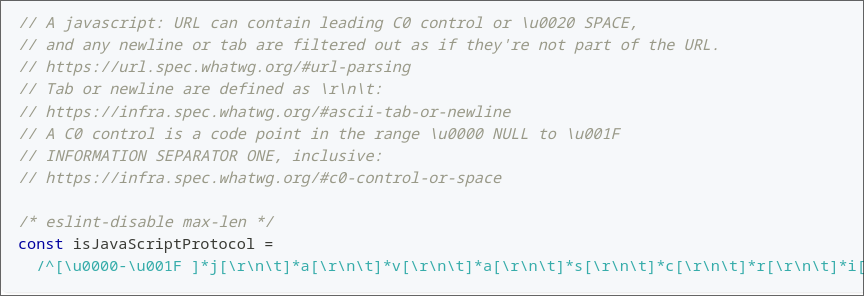 // A javascript: URL can contain leading C0 control or \u0020 SPACE,
// and any newline or tab are filtered out as if they're not part of the URL.
// https://url.spec.whatwg.org/#url-parsing
// Tab or newline are defined as \r\n\t:
// https://infra.spec.whatwg.org/#ascii-tab-or-newline
// A C0 control is a code point in the range \u0000 NULL to \u001F
// INFORMATION SEPARATOR ONE, inclusive:
// https://infra.spec.whatwg.org/#c0-control-or-space

/* eslint-disable max-len */
const isJavaScriptProtocol =
  /^[\u0000-\u001F ]*j[\r\n\t]*a[\r\n\t]*v[\r\n\t]*a[\r\n\t]*s[\r\n\t]*c[\r\n\t]*r[\r\n\t]*i[